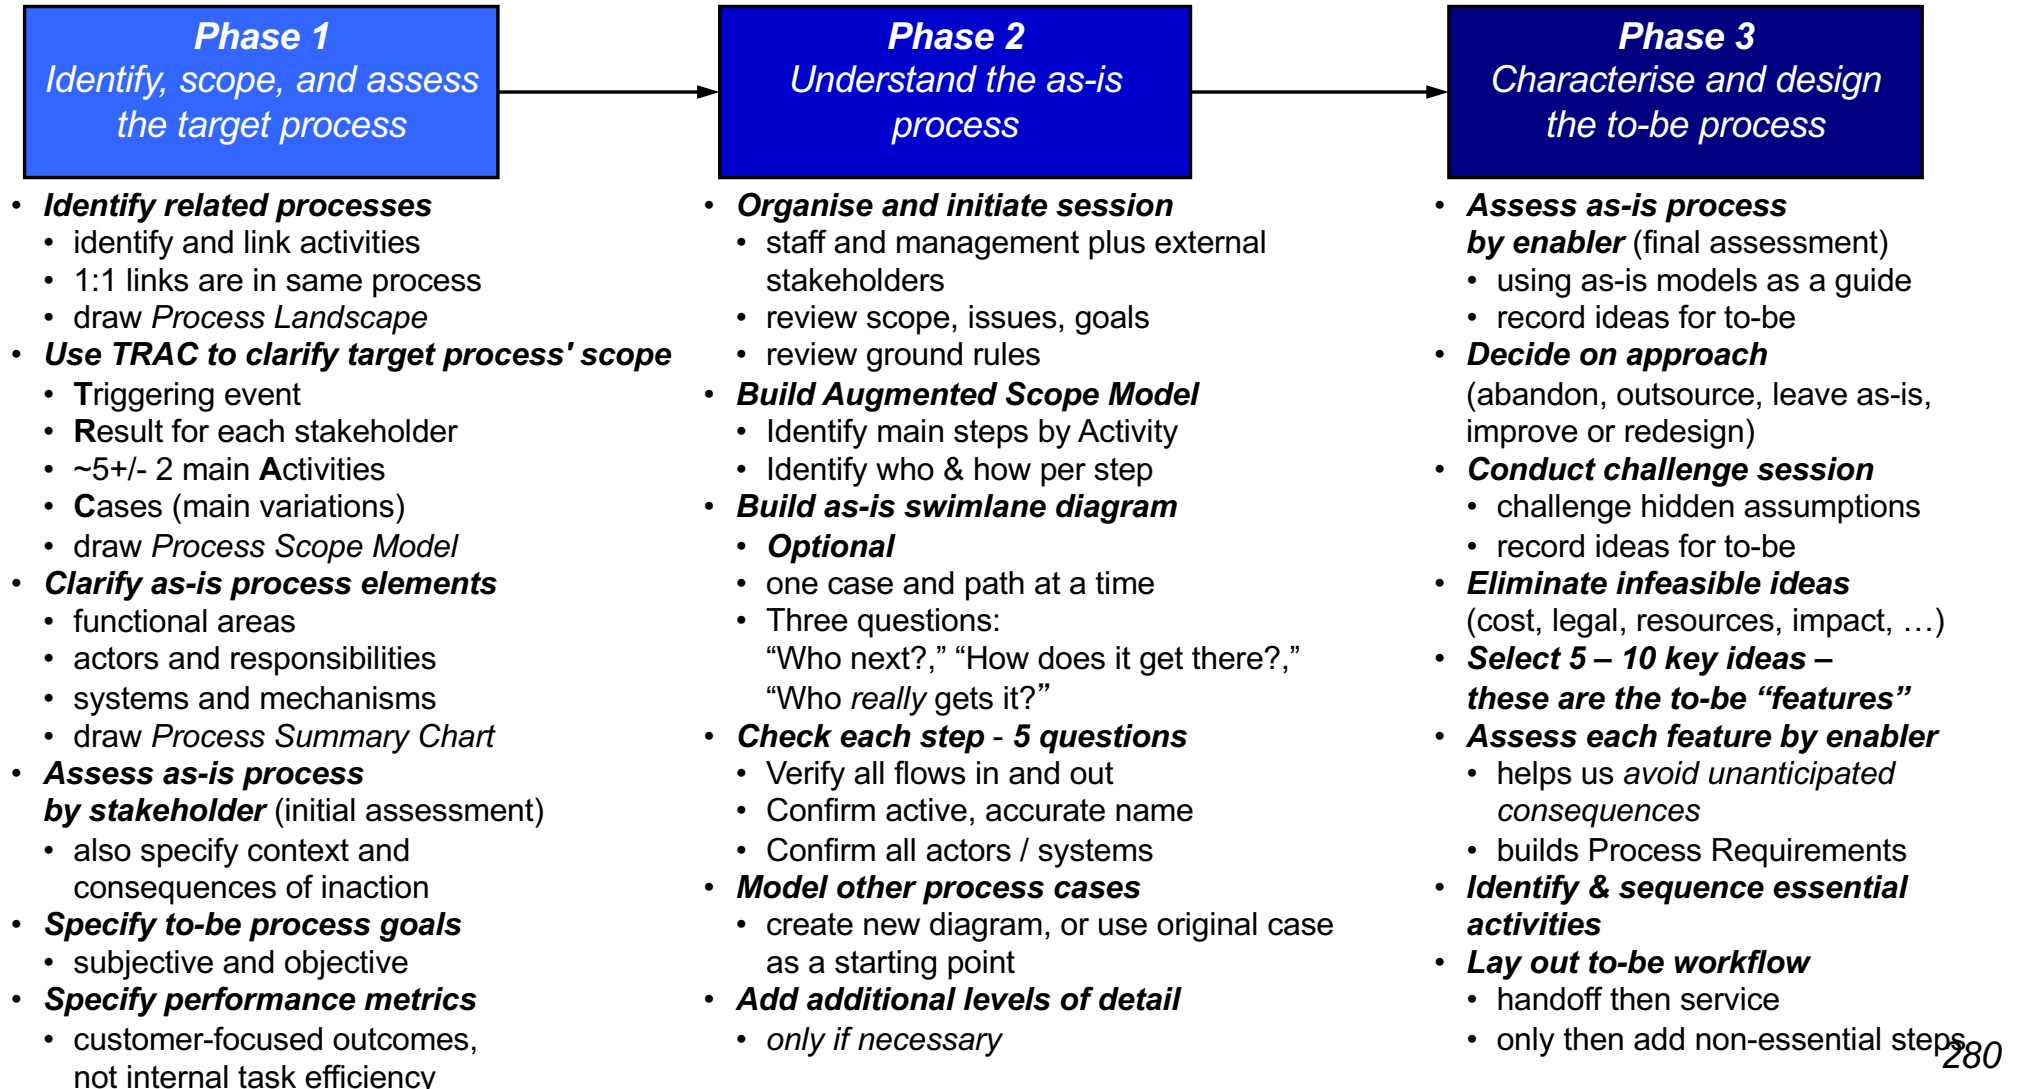 Phase 1
Identify, scope, and assess
the target process
• Identify related processes
• identify and link activities
• 1:1 links are in same process
• draw Process Landscape
• Use TRAC to clarify target process' scope
• Triggering event
• Result for each stakeholder
• ~5+/- 2 main Activities
• Cases (main variations)
• draw Process Scope Model
• Clarify as-is process elements
• functional areas
• actors and responsibilities
• systems and mechanisms
• draw Process Summary Chart
• Assess as-is process
by stakeholder (initial assessment)
• also specify context and
consequences of inaction
• Specify to-be process goals
• subjective and objective
• Specify performance metrics
• customer-focused outcomes,
not internal task efficiency
Phase 2
Understand the as-is
process
• Organise and initiate session
• staff and management plus external
stakeholders
• review scope, issues, goals
• review ground rules
• Build Augmented Scope Model
• Identify main steps by Activity
• Identify who & how per step
• Build as-is swimlane diagram
• Optional
• one case and path at a time
• Three questions:
“Who next?,” “How does it get there?,”
“Who really gets it?”
• Check each step - 5 questions
• Verify all flows in and out
• Confirm active, accurate name
• Confirm all actors / systems
• Model other process cases
• create new diagram, or use original case
as a starting point
• Add additional levels of detail
• only if necessary
Phase 3
Characterise and design
the to-be process
• Assess as-is process
by enabler (final assessment)
• using as-is models as a guide
• record ideas for to-be
• Decide on approach
(abandon, outsource, leave as-is,
improve or redesign)
• Conduct challenge session
• challenge hidden assumptions
• record ideas for to-be
• Eliminate infeasible ideas
(cost, legal, resources, impact, …)
• Select 5 – 10 key ideas –
these are the to-be “features”
• Assess each feature by enabler
• helps us avoid unanticipated
consequences
• builds Process Requirements
• Identify & sequence essential
activities
• Lay out to-be workflow
• handoff then service
• only then add non-essential steps
280